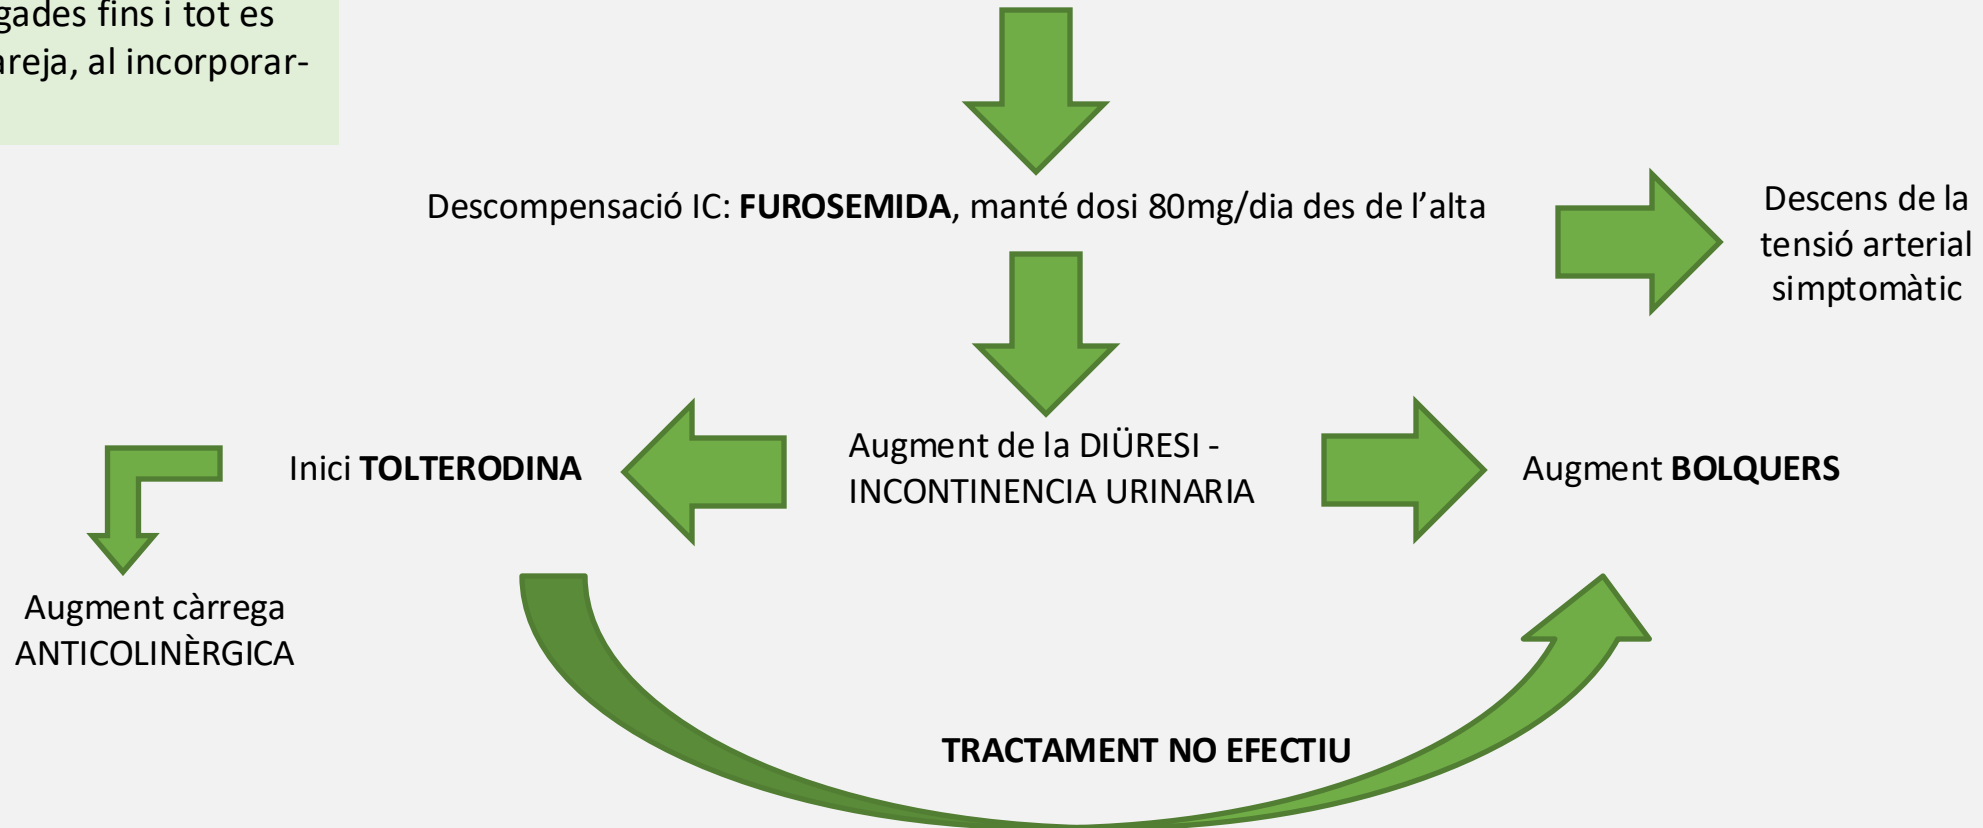 gades fins i tot es
areja, al incorporar-
Descompensació IC: FUROSEMIDA, manté dosi 80mg/dia des de l’alta
Descens de la
tensió arterial
simptomàtic
Inici TOLTERODINA
Augment de la DIÜRESI -
INCONTINENCIA URINARIA
Augment BOLQUERS
Augment càrrega
ANTICOLINÈRGICA
TRACTAMENT NO EFECTIU